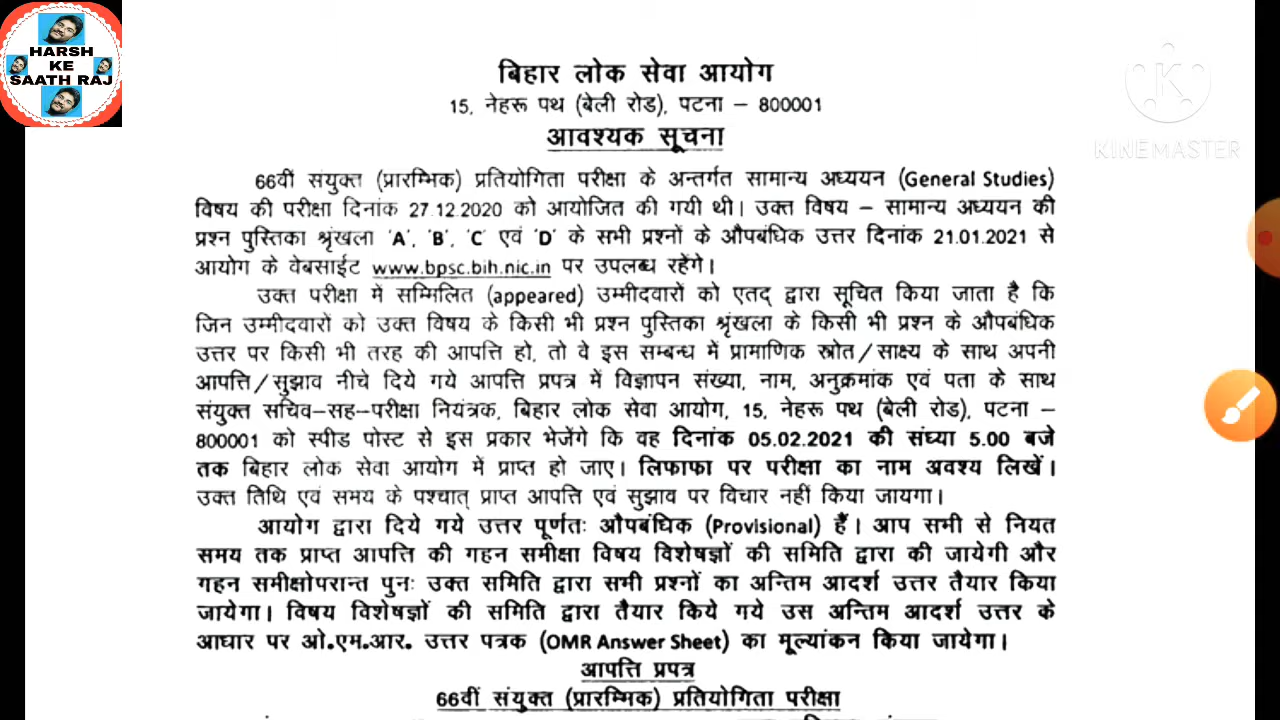 HARSH
KE
SAATH RAJ
KINEMASTER
बिहार लोक सेवा आयोग
15, नेहरू पथ (बेली रोड), पटना – 800001
आवश्यक सूचना
66वीं संयुक्त (प्रारम्भिक) प्रतियोगिता परीक्षा के अन्तर्गत सामान्य अध्ययन (General Studies)
विषय की परीक्षा दिनांक 27.12.2020 को आयोजित की गयी थी। उक्त विषय – सामान्य अध्ययन की
प्रश्न पुस्तिका श्रृंखला 'A', 'B', 'C' एवं 'D' के सभी प्रश्नों के औपबंधिक उत्तर दिनांक 21.01.2021 से
आयोग के वेबसाईट www.bpsc.bih.nic.in पर उपलब्ध रहेंगे।
उक्त परीक्षा में सम्मिलित (appeared) उम्मीदवारों को एतद् द्वारा सूचित किया जाता है कि
जिन उम्मीदवारों को उक्त विषय के किसी भी प्रश्न पुस्तिका श्रृंखला के किसी भी प्रश्न के औपबंधिक
उत्तर पर किसी भी तरह की आपत्ति हो, तो वे इस सम्बन्ध में प्रामाणिक स्रोत/साक्ष्य के साथ अपनी
आपत्ति/सुझाव नीचे दिये गये आपत्ति प्रपत्र में विज्ञापन संख्या, नाम, अनुक्रमांक एवं पता के साथ
संयुक्त सचिव–सह–परीक्षा नियंत्रक, बिहार लोक सेवा आयोग, 15, नेहरू पथ (बेली रोड), पटना –
800001 को स्पीड पोस्ट से इस प्रकार भेजेंगे कि वह दिनांक 05.02.2021 की संध्या 5.00 बजे
तक बिहार लोक सेवा आयोग में प्राप्त हो जाए। लिफाफा पर परीक्षा का नाम अवश्य लिखें।
उक्त तिथि एवं समय के पश्चात् प्राप्त आपत्ति एवं सुझाव पर विचार नहीं किया जायगा।
आयोग द्वारा दिये गये उत्तर पूर्णतः औपबंधिक (Provisional) हैं। आप सभी से नियत
समय तक प्राप्त आपत्ति की गहन समीक्षा विषय विशेषज्ञों की समिति द्वारा की जायेगी और
गहन समीक्षोपरान्त पुनः उक्त समिति द्वारा सभी प्रश्नों का अन्तिम आदर्श उत्तर तैयार किया
जायेगा। विषय विशेषज्ञों की समिति द्वारा तैयार किये गये उस अन्तिम आदर्श उत्तर के
आधार पर ओ.एम.आर. उत्तर पत्रक (OMR Answer Sheet) का मूल्यांकन किया जायेगा।
आपत्ति प्रपत्र
66वीं संयुक्त (प्रारम्भिक) प्रतियोगिता परीक्षा